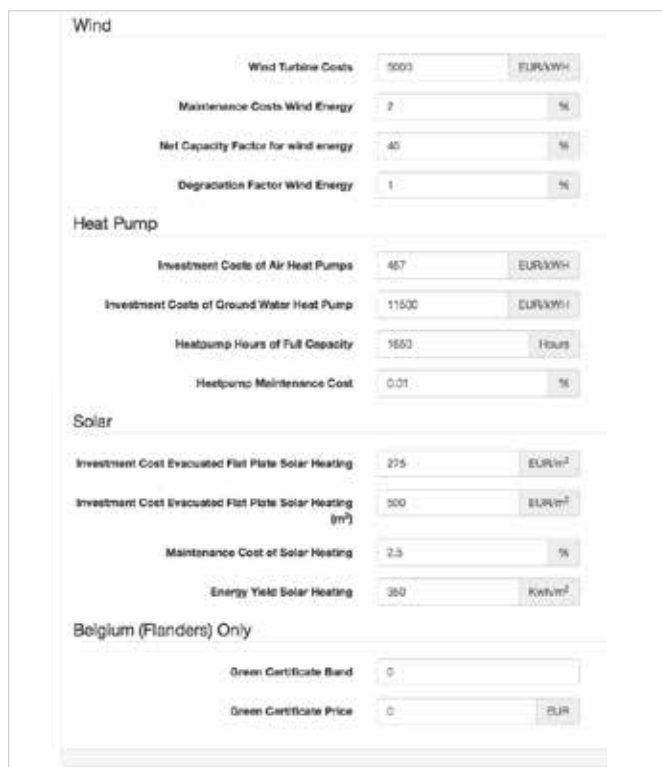 Wind
Wind Turbine Costs 5000 EUR/kWH
Maintenance Costs Wind Energy 2 %
Net Capacity Factor for wind energy 40 %
Degradation Factor Wind Energy 1 %
Heat Pump
Investment Costs of Air Heat Pumps 457 EUR/kWH
Investment Costs of Ground Water Heat Pump 11500 EUR/kWH
Heatpump Hours of Full Capacity 1650 Hours
Heatpump Maintenance Cost 0.01 %
Solar
Investment Cost Evacuated Flat Plate Solar Heating 275 EUR/m²
Investment Cost Evacuated Flat Plate Solar Heating 500 EUR/m²
(m²)
Maintenance Cost of Solar Heating 2.5 %
Energy Yield Solar Heating 350 Kwh/m²
Belgium (Flanders) Only
Green Certificate Band 0
Green Certificate Price 0 EUR